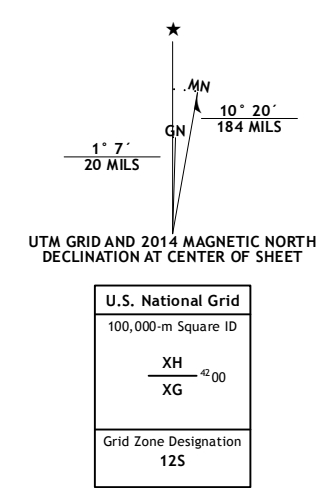 ★
MN
GN
10° 20´
184 MILS
1° 7´
20 MILS
UTM GRID AND 2014 MAGNETIC NORTH
DECLINATION AT CENTER OF SHEET
U.S. National Grid
100,000-m Square ID
XH
⁴²00
XG
Grid Zone Designation
12S